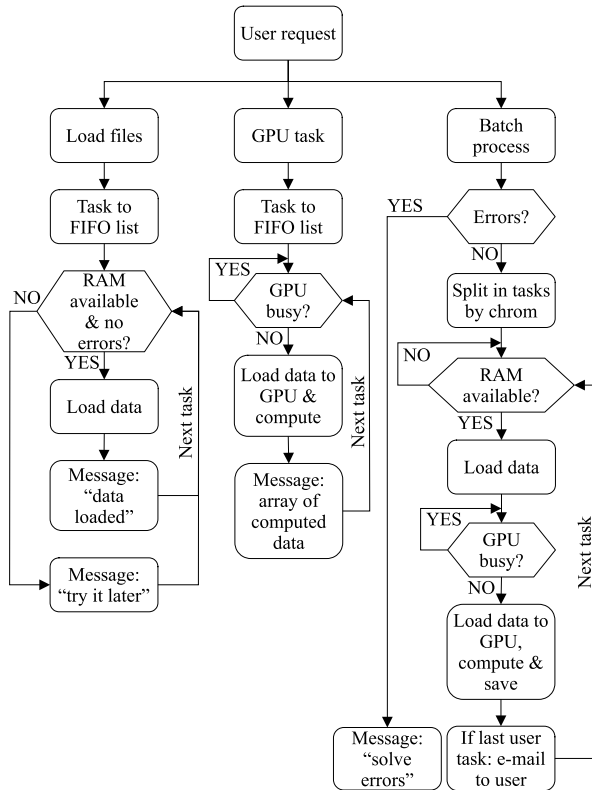 User request
Load files
Task to
FIFO list
RAM
available
& no
errors?
NO
YES
Load data
Message:
“data
loaded”
Message:
“try it later”
Next task
GPU task
Task to
FIFO list
YES
GPU
busy?
NO
Load data to
GPU &
compute
Message:
array of
computed
data
Next task
Batch
process
YES
Errors?
NO
Split in tasks
by chrom
NO
RAM
available?
YES
Load data
YES
GPU
busy?
NO
Load data to
GPU,
compute &
save
Message:
“solve
errors”
If last user
task: e-mail
to user
Next task